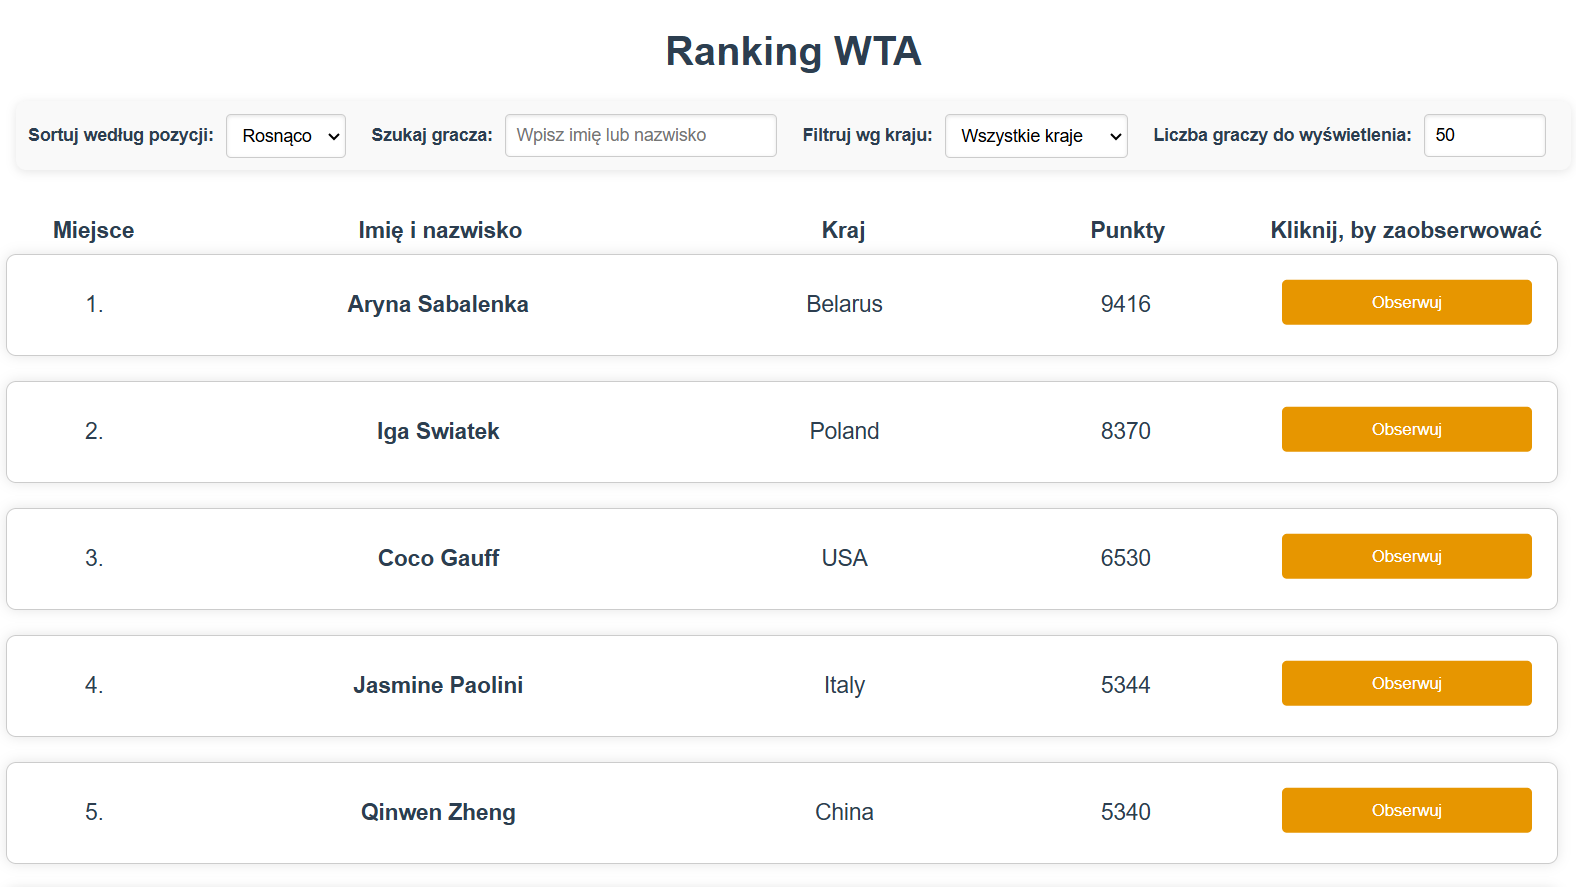 Ranking WTA
Sortuj według pozycji: Rosnąco Szukaj gracza: Wpisz imię lub nazwisko Filtruj wg kraju: Wszystkie kraje Liczba graczy do wyświetlenia: 50
Miejsce Imię i nazwisko Kraj Punkty Kliknij, by zaobserwować
1. Aryna Sabalenka Belarus 9416 Obserwuj
2. Iga Swiatek Poland 8370 Obserwuj
3. Coco Gauff USA 6530 Obserwuj
4. Jasmine Paolini Italy 5344 Obserwuj
5. Qinwen Zheng China 5340 Obserwuj